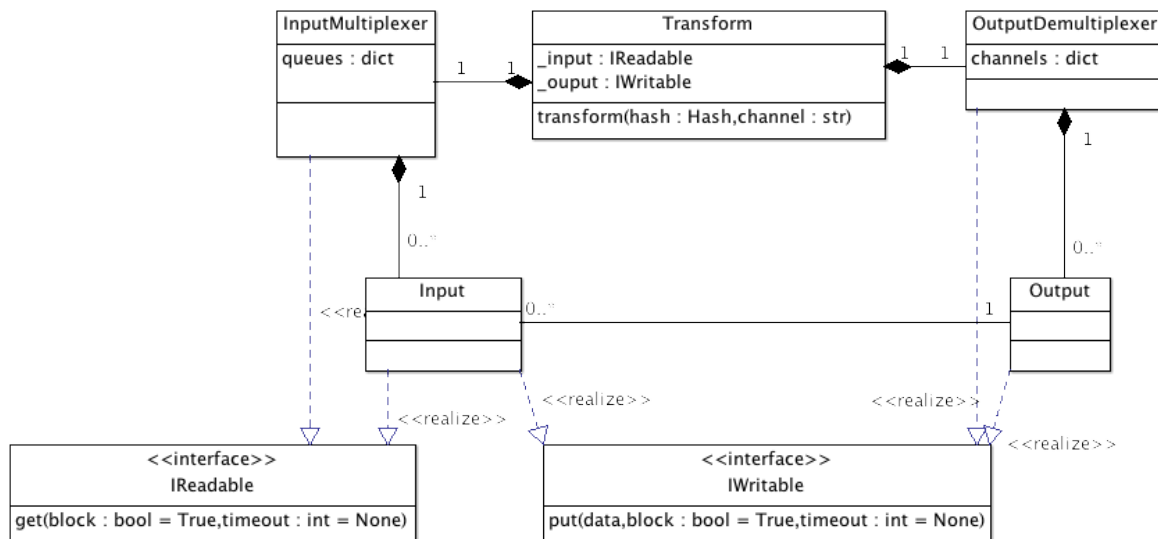 InputMultiplexer
queues : dict
Transform
_input : IReadable
_ouput : IWritable
transform(hash : Hash,channel : str)
OutputDemultiplexer
channels : dict
1
1
1
1
1
1
0..*
0..*
Input
Output
<<rea
0..*
1
<<realize>>
<<realize>>
<<realize>>
<<realize>>
<<interface>>
IReadable
get(block : bool = True,timeout : int = None)
<<interface>>
IWritable
put(data,block : bool = True,timeout : int = None)